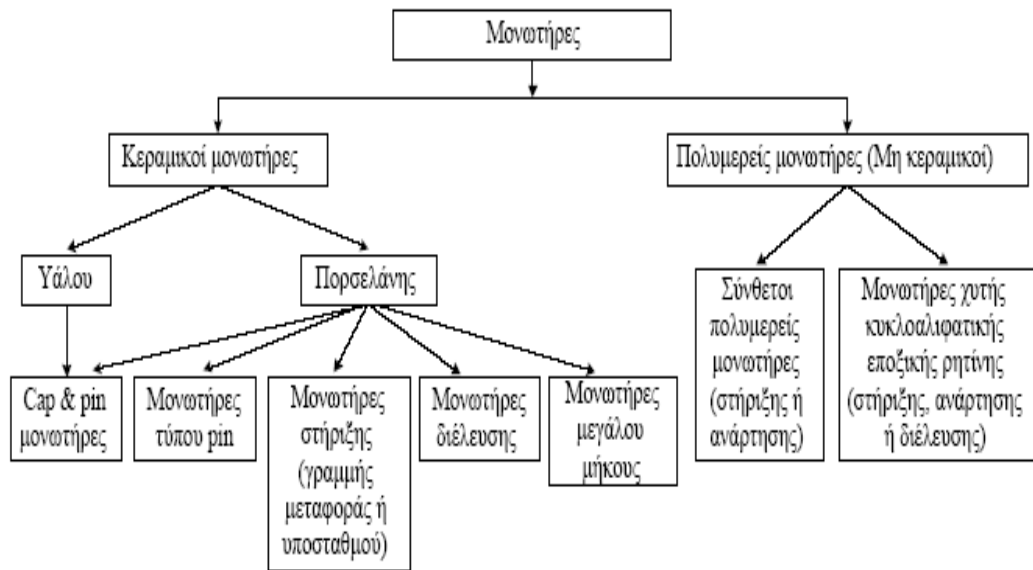 Μονωτήρες
Κεραμικοί μονωτήρες
Πολυμερείς μονωτήρες (Μη κεραμικοί)
Υάλου
Πορσελάνης
Cap & pin
μονωτήρες
Μονωτήρες
τύπου pin
Μονωτήρες
στήριξης
(γραμμής
μεταφοράς ή
υποσταθμού)
Μονωτήρες
διέλευσης
Μονωτήρες
μεγάλου
μήκους
Σύνθετοι
πολυμερείς
μονωτήρες
(στήριξης ή
ανάρτησης)
Μονωτήρες χυτής
κυκλοαλιφατικής
εποξικής ρητίνης
(στήριξης, ανάρτησης
ή διέλευσης)